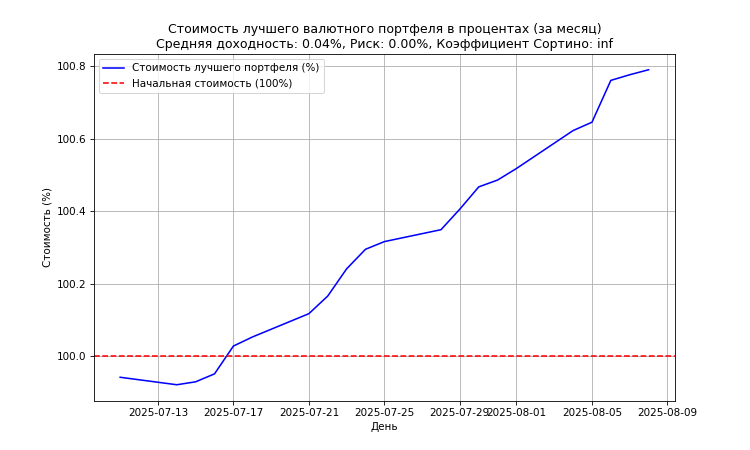 Стоимость лучшего валютного портфеля в процентах (за месяц)
Средняя доходность: 0.04%, Риск: 0.00%, Коэффициент Сортино: inf
Стоимость лучшего портфеля (%)
Начальная стоимость (100%)
Стоимость (%)
100.8
100.6
100.4
100.2
100.0
2025-07-13 2025-07-17 2025-07-21 2025-07-25 2025-07-29 2025-08-01 2025-08-05 2025-08-09
День